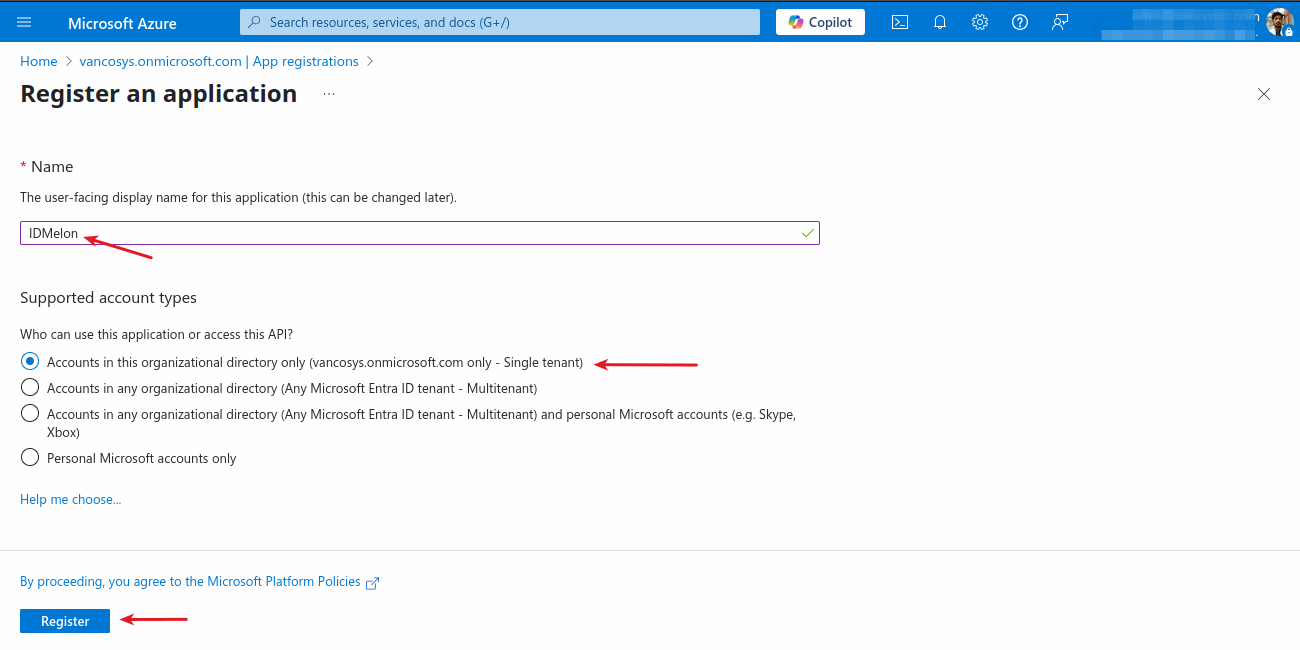 Microsoft Azure
Search resources, services, and docs (G+/)
Copilot
Home > vancosys.onmicrosoft.com | App registrations >
Register an application ...
* Name
The user-facing display name for this application (this can be changed later).
IDMelon
Supported account types
Who can use this application or access this API?
Accounts in this organizational directory only (vancosys.onmicrosoft.com only - Single tenant)
Accounts in any organizational directory (Any Microsoft Entra ID tenant - Multitenant)
Accounts in any organizational directory (Any Microsoft Entra ID tenant - Multitenant) and personal Microsoft accounts (e.g. Skype,
Xbox)
Personal Microsoft accounts only
Help me choose...
By proceeding, you agree to the Microsoft Platform Policies
Register